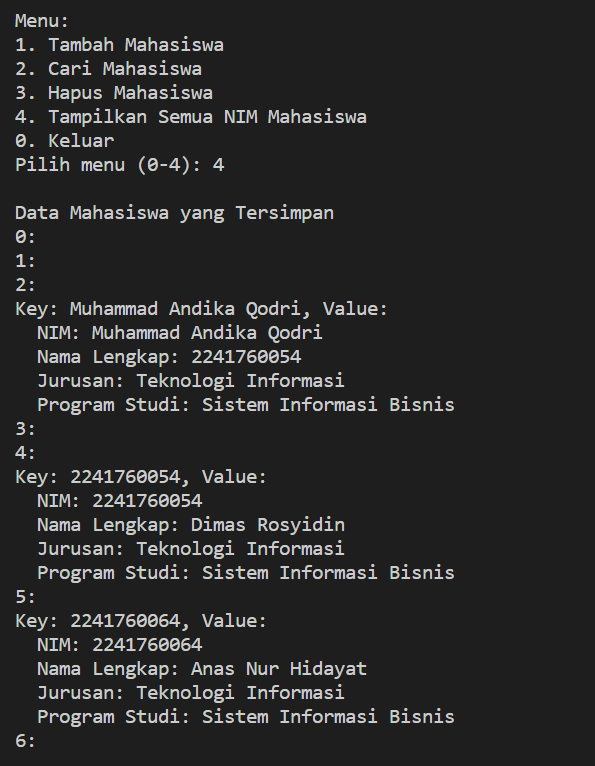 Menu:
1. Tambah Mahasiswa
2. Cari Mahasiswa
3. Hapus Mahasiswa
4. Tampilkan Semua NIM Mahasiswa
0. Keluar
Pilih menu (0-4): 4
Data Mahasiswa yang Tersimpan
0:
1:
2:
Key: Muhammad Andika Qodri, Value:
NIM: Muhammad Andika Qodri
Nama Lengkap: 2241760054
Jurusan: Teknologi Informasi
Program Studi: Sistem Informasi Bisnis
3:
4:
Key: 2241760054, Value:
NIM: 2241760054
Nama Lengkap: Dimas Rosyidin
Jurusan: Teknologi Informasi
Program Studi: Sistem Informasi Bisnis
5:
Key: 2241760064, Value:
NIM: 2241760064
Nama Lengkap: Anas Nur Hidayat
Jurusan: Teknologi Informasi
Program Studi: Sistem Informasi Bisnis
6: